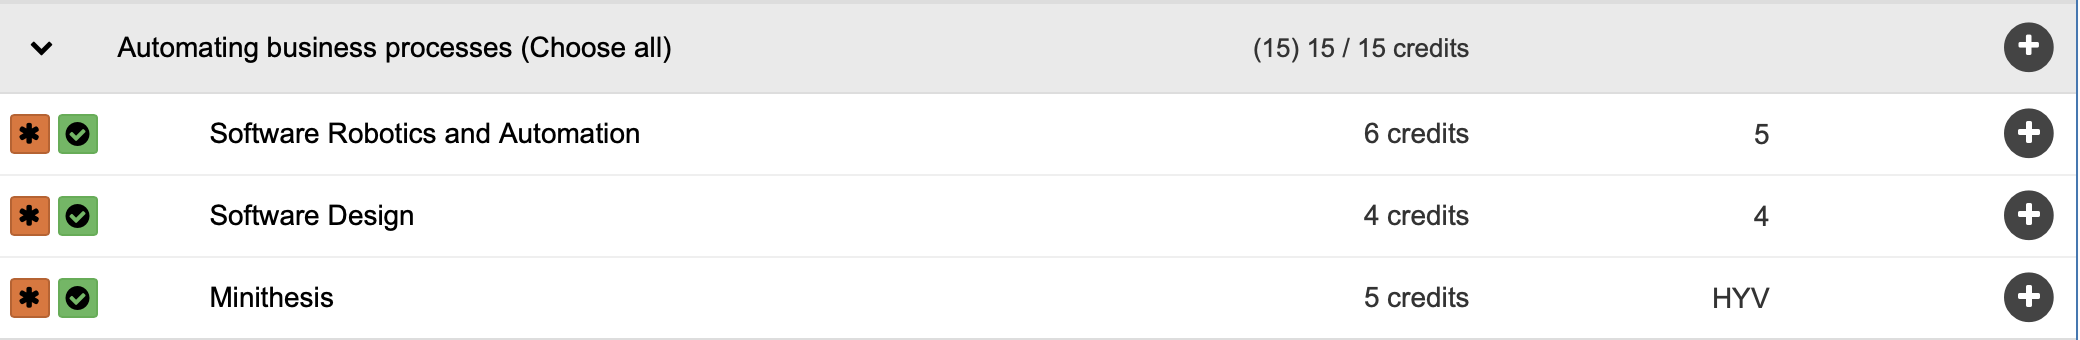 Automating business processes (Choose all) (15) 15 / 15 credits
Software Robotics and Automation 6 credits 5
Software Design 4 credits 4
Minithesis 5 credits HYV